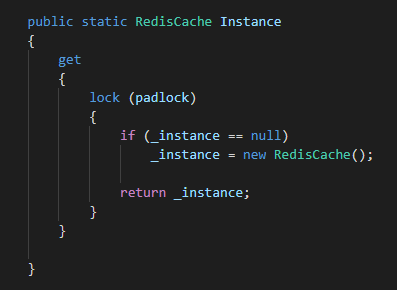 public static RedisCache Instance
{
    get
    {
        lock (padlock)
        {
            if (_instance == null)
                _instance = new RedisCache();

            return _instance;
        }
    }

}